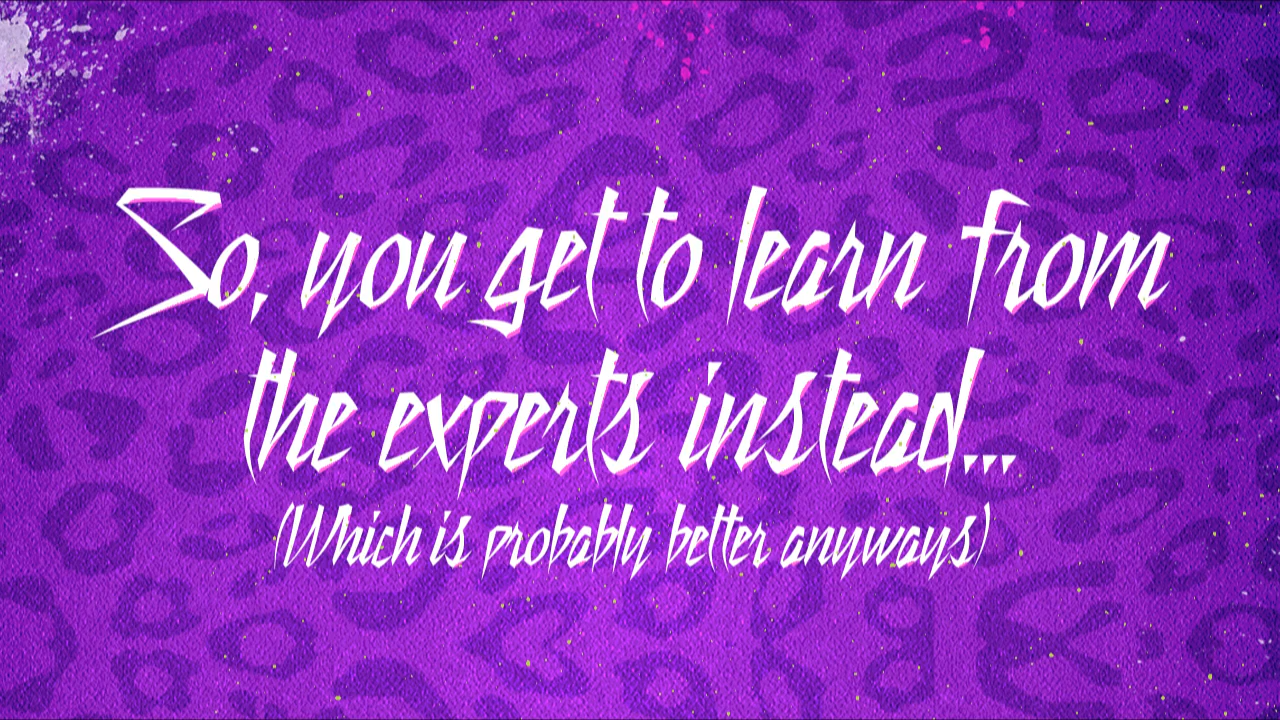 So, you get to learn from
the experts instead...
(Which is probably better anyways)